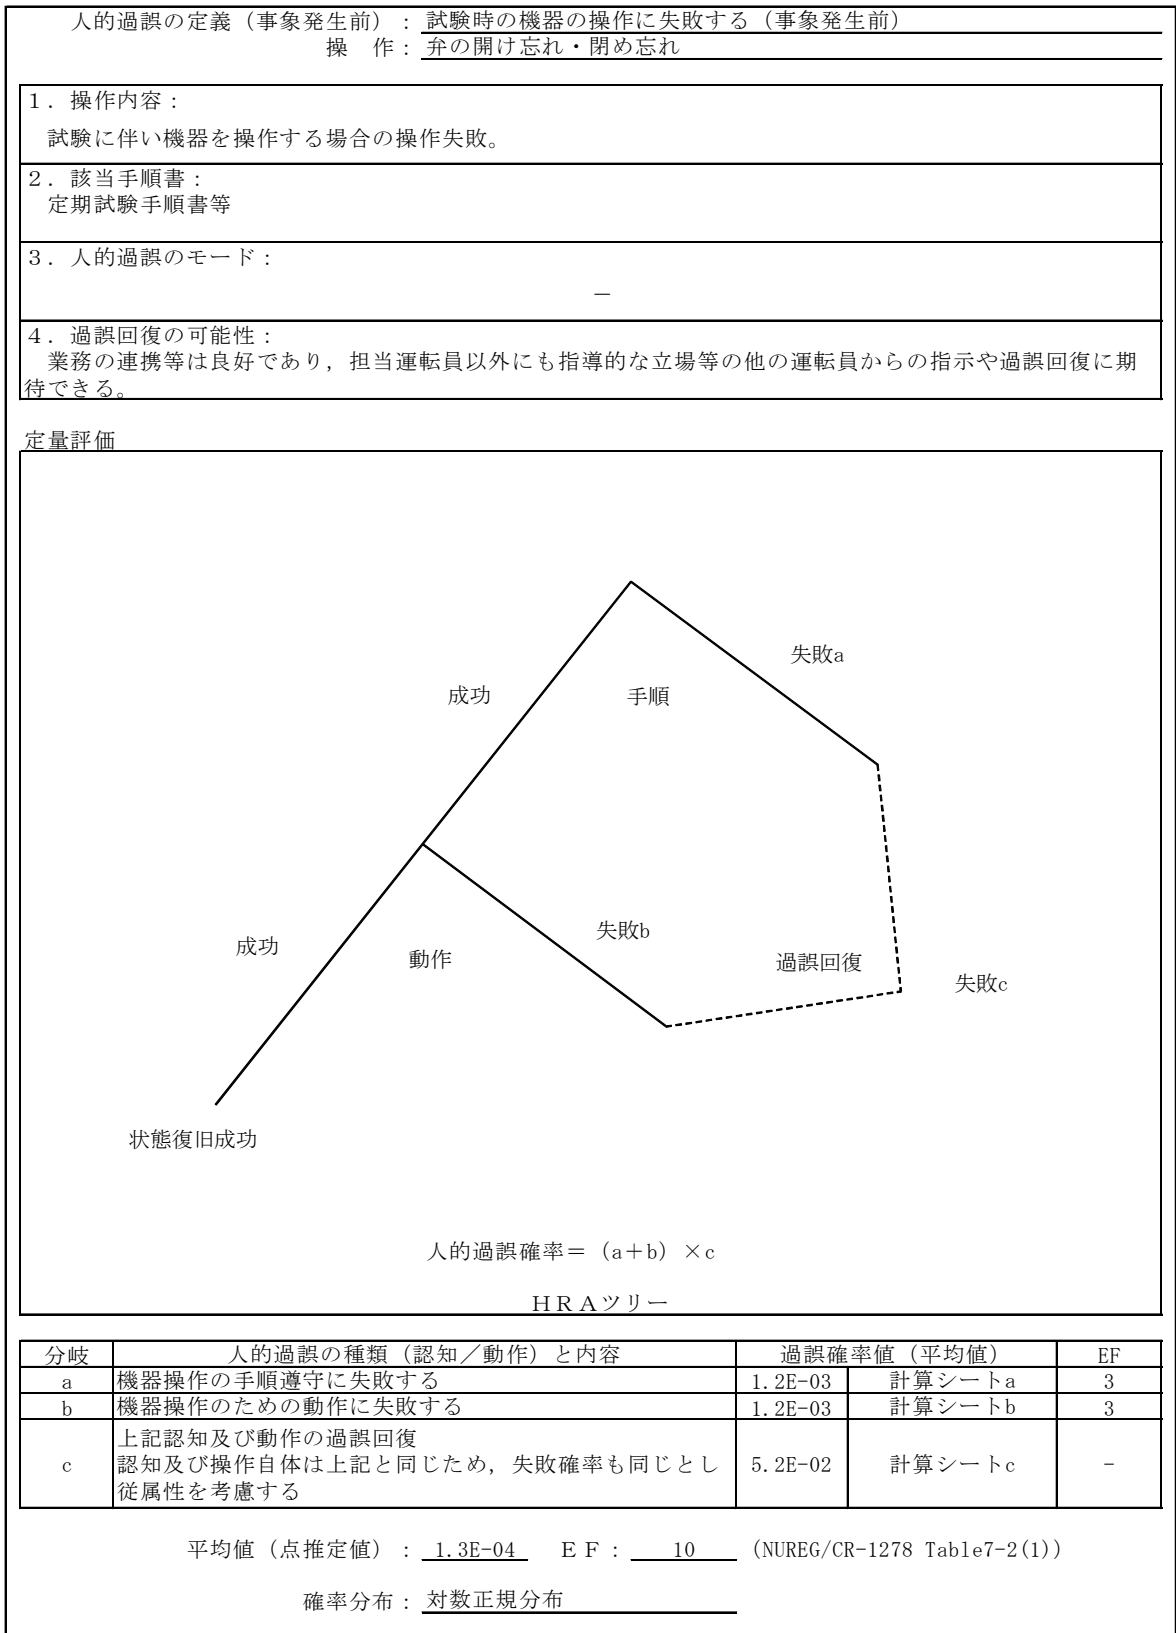 人的過誤の定義（事象発生前）：試験時の機器の操作に失敗する（事象発生前）
操　作：弁の開け忘れ・閉め忘れ
１．操作内容：
試験に伴い機器を操作する場合の操作失敗。
２．該当手順書：
定期試験手順書等
３．人的過誤のモード：
－
４．過誤回復の可能性：
業務の連携等は良好であり，担当運転員以外にも指導的な立場等の他の運転員からの指示や過誤回復に期
待できる。
定量評価
失敗a
成功
手順
失敗b
成功
動作
過誤回復
失敗c
状態復旧成功
人的過誤確率＝（a＋b）×c
ＨＲＡツリー
分岐 人的過誤の種類（認知／動作）と内容 過誤確率値（平均値） EF
a 機器操作の手順遵守に失敗する 1.2E-03 計算シートa 3
b 機器操作のための動作に失敗する 1.2E-03 計算シートb 3
上記認知及び動作の過誤回復
c 認知及び操作自体は上記と同じため，失敗確率も同じとし 5.2E-02 計算シートc -
従属性を考慮する
平均値（点推定値）：1.3E-04 ＥＦ：10 (NUREG/CR-1278 Table7-2(1))
確率分布：対数正規分布